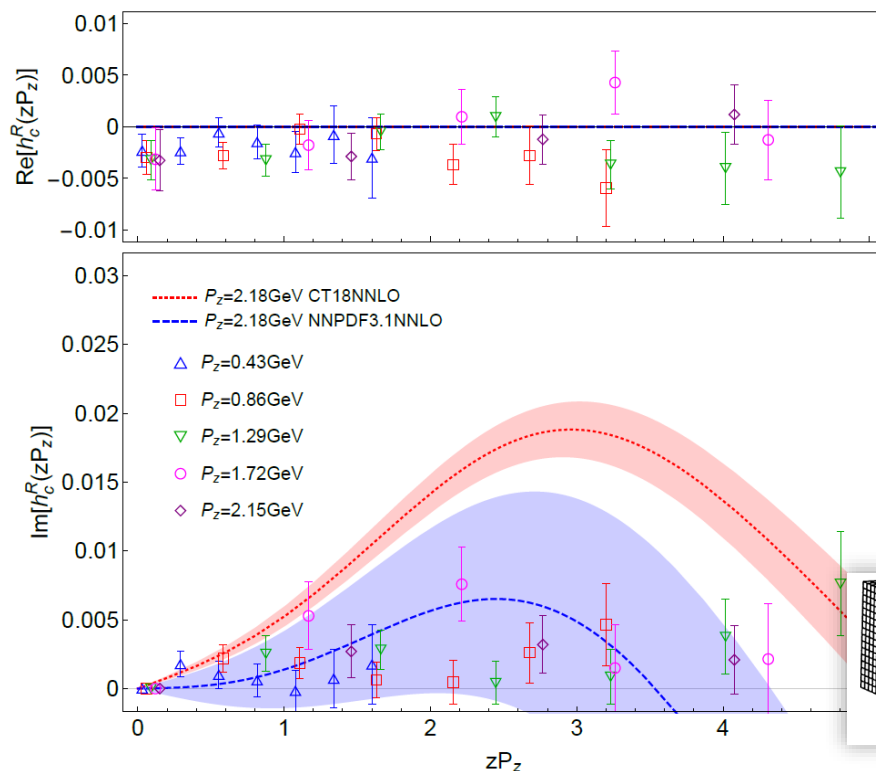 0.01
0.005
0
−0.005
−0.01
Re[h_c^R(zP_z)]
0.03
0.025
0.02
0.015
0.01
0.005
0
Im[h_c^R(zP_z)]
P_z=2.18GeV CT18NNLO
P_z=2.18GeV NNPDF3.1NNLO
P_z=0.43GeV
P_z=0.86GeV
P_z=1.29GeV
P_z=1.72GeV
P_z=2.15GeV
0 1 2 3 4
zP_z